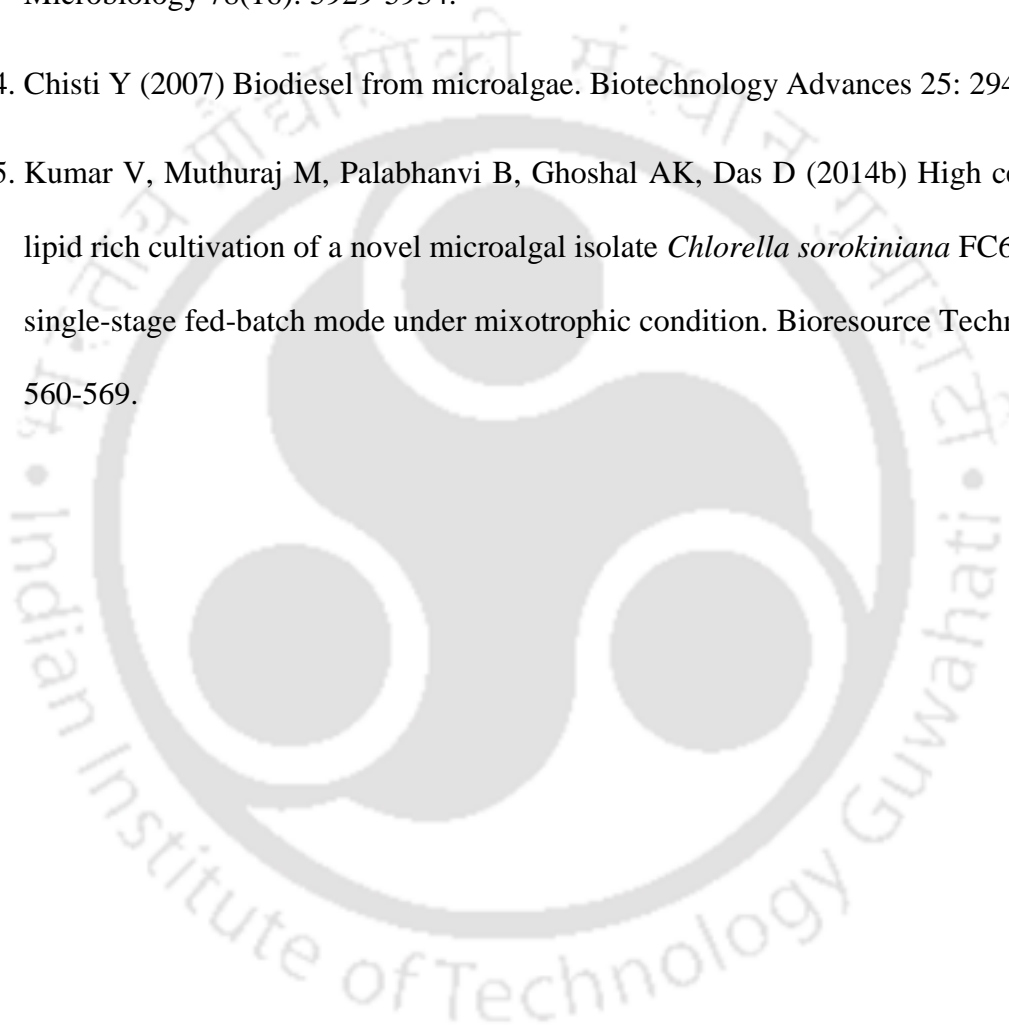 Microbiology 78(16): 5929-5934.
4. Chisti Y (2007) Biodiesel from microalgae. Biotechnology Advances 25: 294
5. Kumar V, Muthuraj M, Palabhanvi B, Ghoshal AK, Das D (2014b) High ce
lipid rich cultivation of a novel microalgal isolate Chlorella sorokiniana FC6
single-stage fed-batch mode under mixotrophic condition. Bioresource Techn
560-569.
Indian Institute of Technology Guwahati